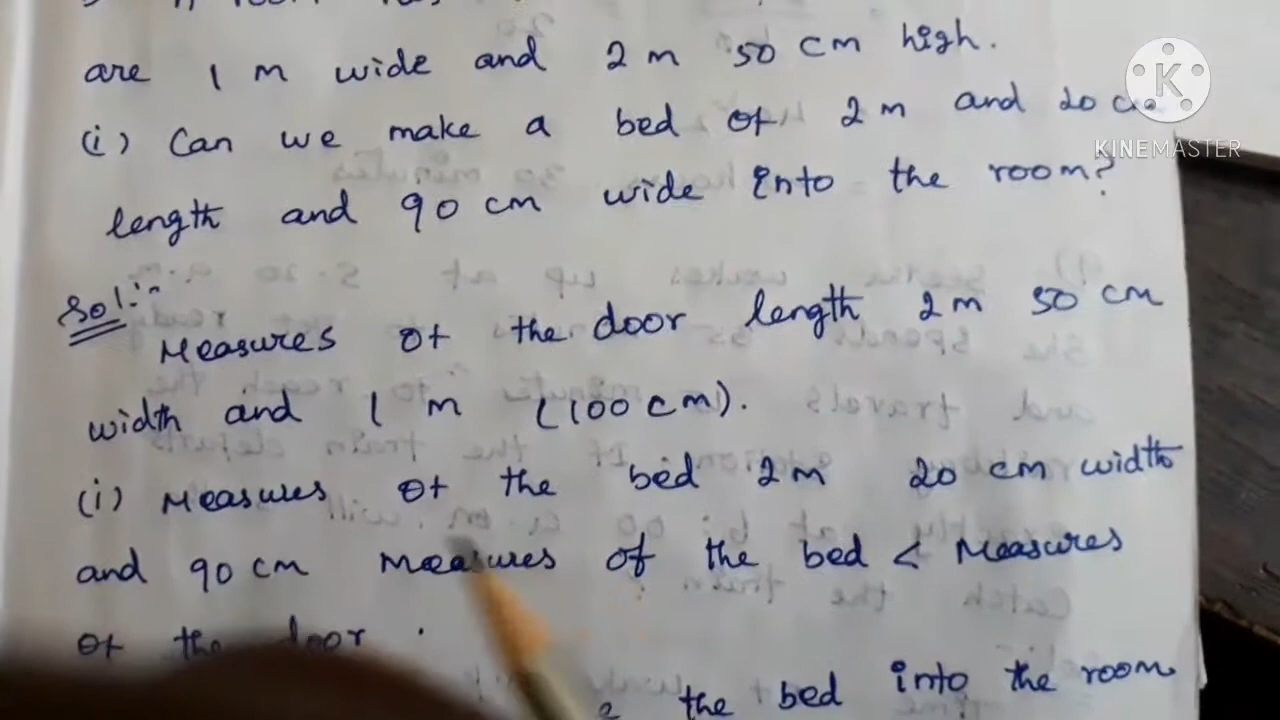 are 1 m wide and 2 m 50 cm high.
(i) Can we make a bed of 2 m and 20 cm
length and 90 cm wide into the room?
Sol:-
Measures of the door length 2 m 50 cm
width and 1 m (100 cm).
(i) Measures of the bed 2 m 20 cm width
and 90 cm Measures of the bed < Measures
of the door.
the bed into the room
K
KINEMASTER